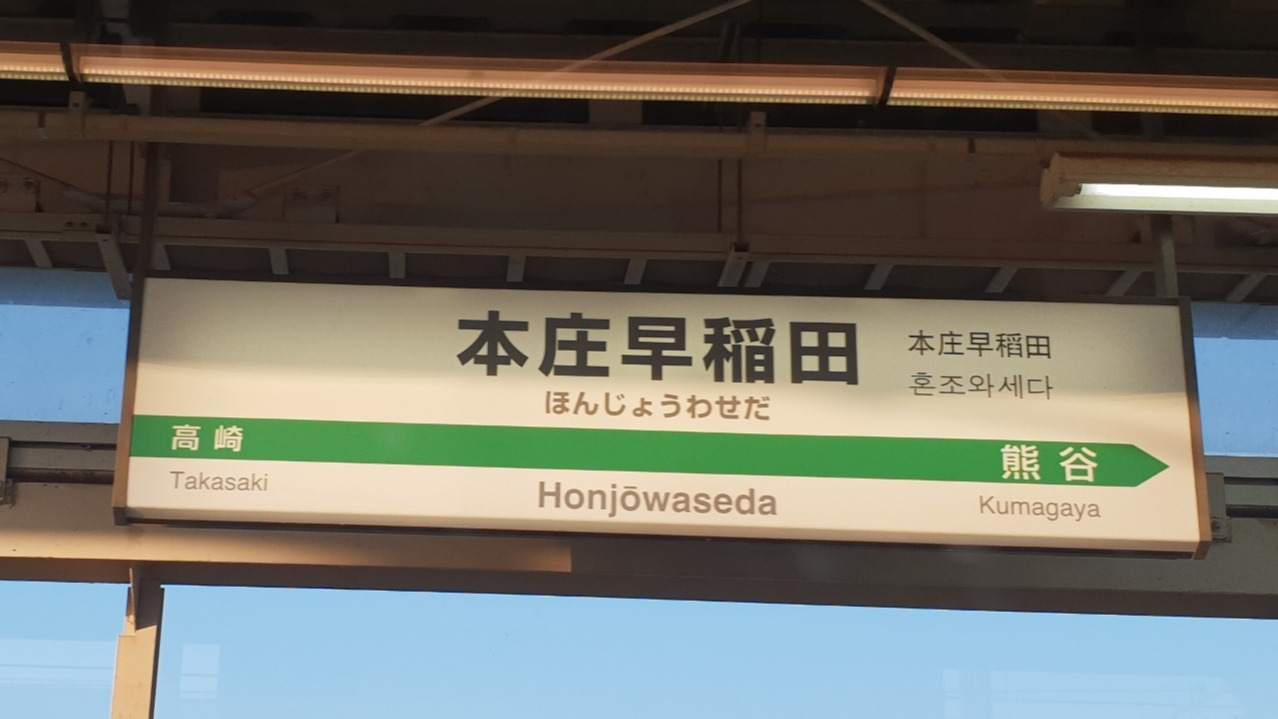 本庄早稲田
ほんじょうわせだ
本庄早稻田
혼조와세다
高崎
熊谷
Takasaki
Honjōwaseda
Kumagaya